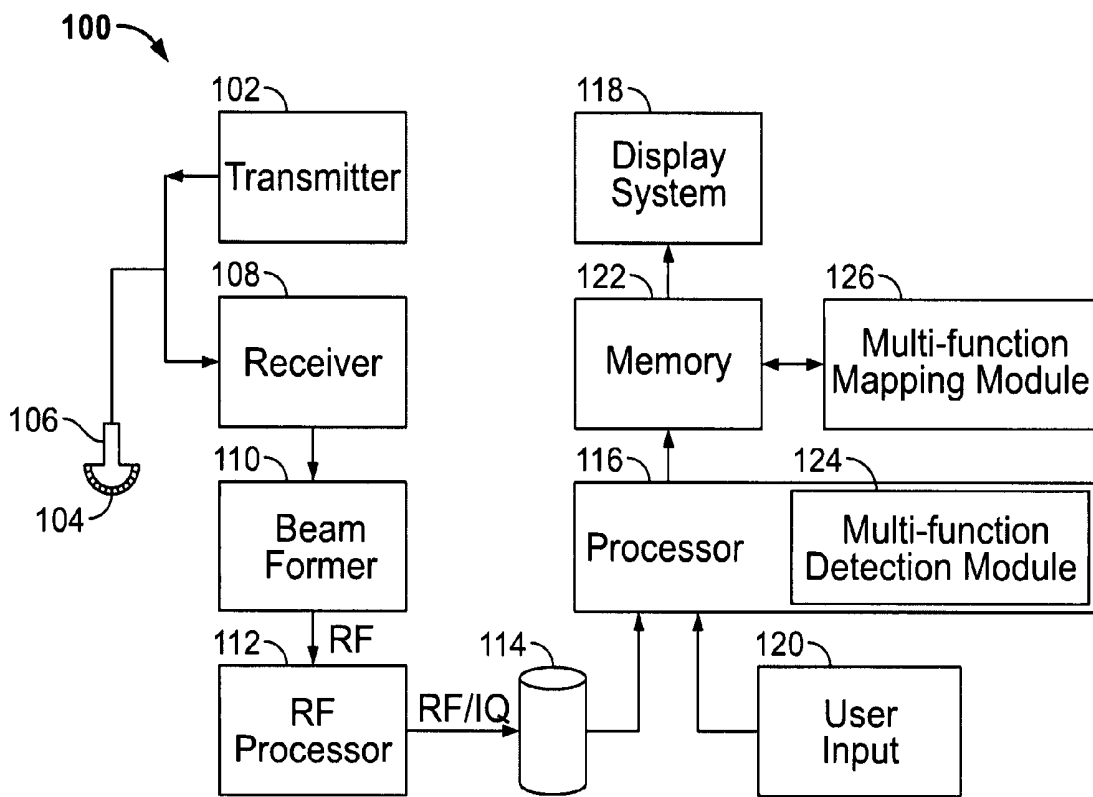 100
102
Transmitter
118
Display
System
108
Receiver
122
Memory
126
Multi-function
Mapping Module
106
104
110
Beam
Former
116
Processor
124
Multi-function
Detection Module
RF
112
RF
Processor
RF/IQ
114
120
User
Input